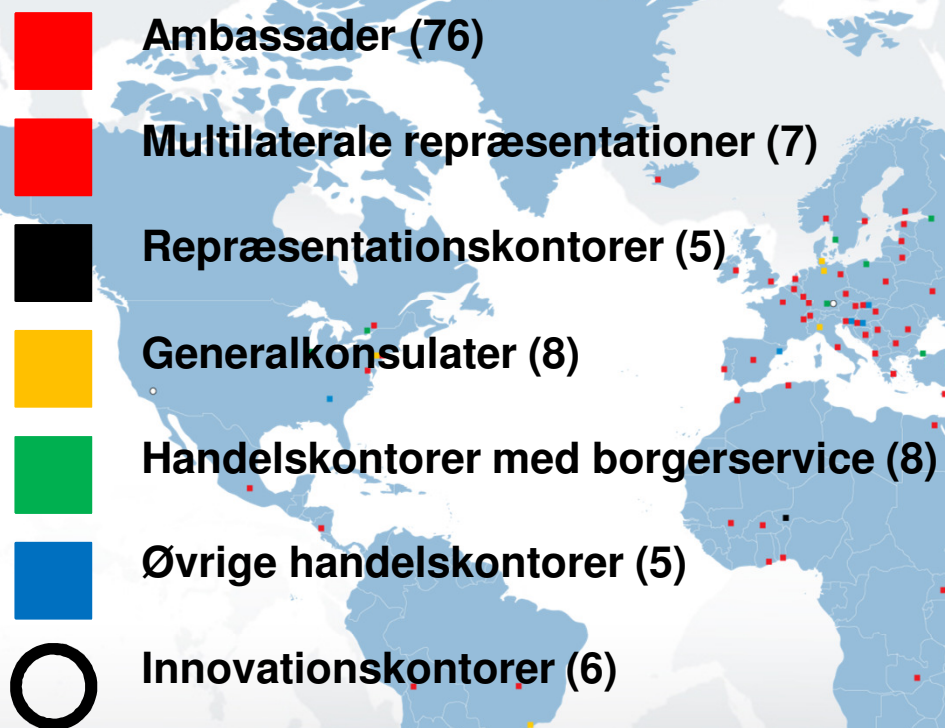 Ambassader (76)
Multilaterale repræsentationer (7)
Repræsentationskontorer (5)
Generalkonsulater (8)
Handelskontorer med borgerservice (8)
Øvrige handelskontorer (5)
Innovationskontorer (6)